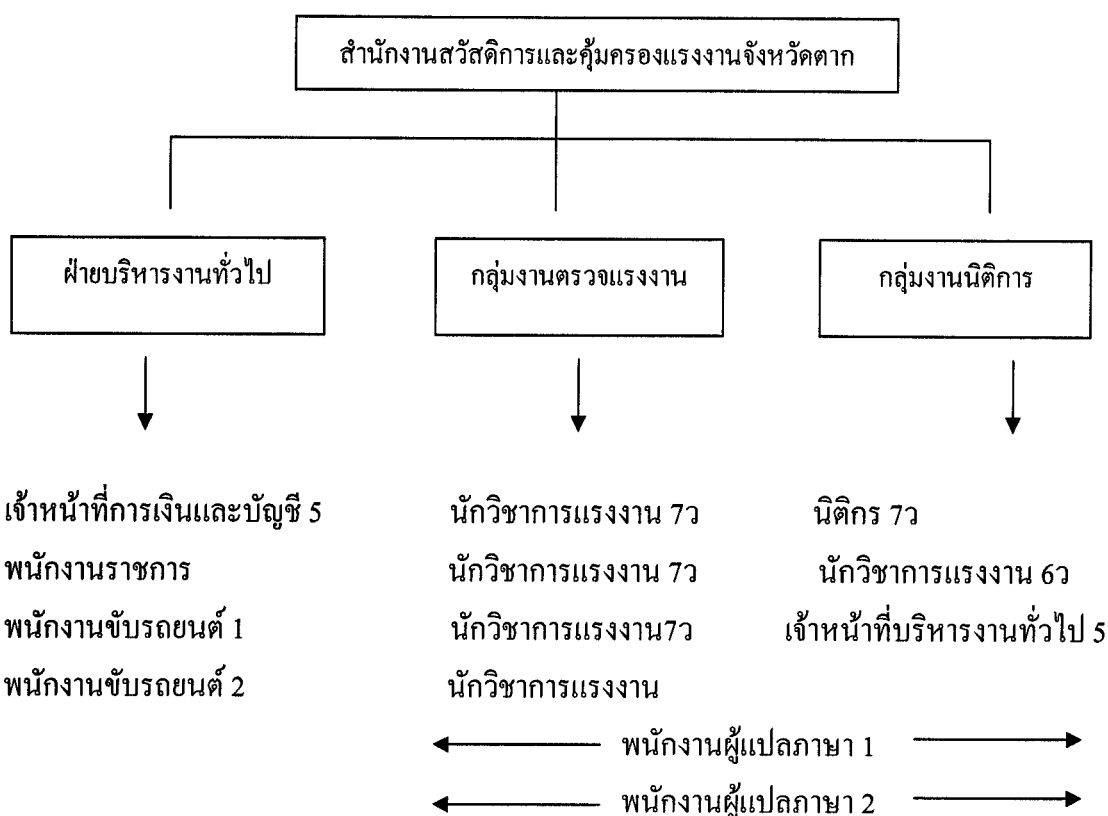 สำนักงานสวัสดิการและคุ้มครองแรงงานจังหวัดตาก
ฝ่ายบริหารงานทั่วไป
กลุ่มงานตรวจแรงงาน
กลุ่มงานนิติการ
เจ้าหน้าที่การเงินและบัญชี 5
พนักงานราชการ
พนักงานขับรถยนต์ 1
พนักงานขับรถยนต์ 2
นักวิชาการแรงงาน 7ว
นักวิชาการแรงงาน 7ว
นักวิชาการแรงงาน7ว
นักวิชาการแรงงาน
นิติกร 7ว
นักวิชาการแรงงาน 6ว
เจ้าหน้าที่บริหารงานทั่วไป 5
พนักงานผู้แปลภาษา 1
พนักงานผู้แปลภาษา 2